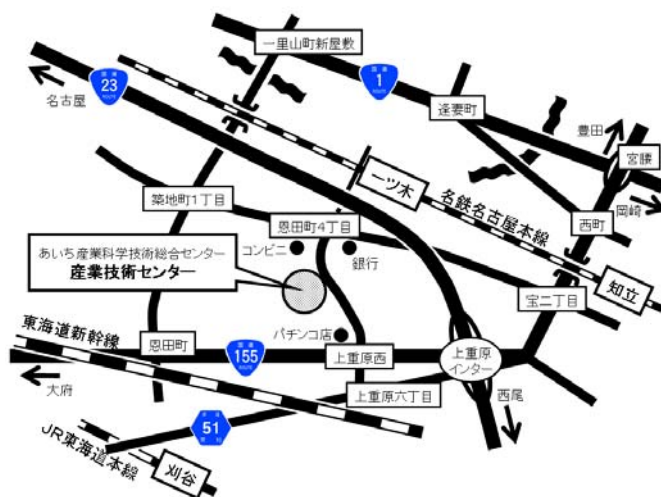 一里山町新屋敷
23
ROUTE
1
ROUTE
名古屋
逢妻町
豊田
宮腰
岡崎
一ツ木
名鉄名古屋本線
西町
築地町1丁目
恩田町4丁目
コンビニ
銀行
あいち産業科学技術総合センター
産業技術センター
知立
宝二丁目
東海道新幹線
パチンコ店
恩田町
155
ROUTE
上重原西
上重原
インター
大府
上重原六丁目
西尾
51
JR東海道本線
刈谷